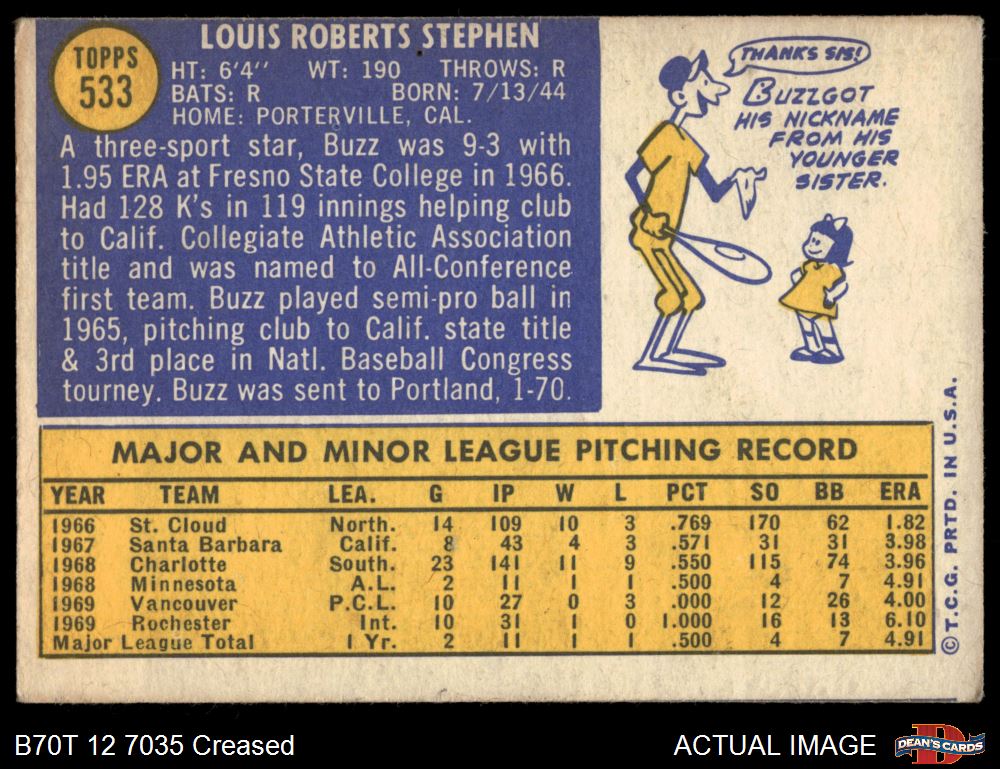 TOPPS
533
LOUIS ROBERTS STEPHEN
HT: 6'4" WT: 190 THROWS: R
BATS: R BORN: 7/13/44
HOME: PORTERVILLE, CAL.
A three-sport star, Buzz was 9-3 with
1.95 ERA at Fresno State College in 1966.
Had 128 K's in 119 innings helping club
to Calif. Collegiate Athletic Association
title and was named to All-Conference
first team. Buzz played semi-pro ball in
1965, pitching club to Calif. state title
& 3rd place in Natl. Baseball Congress
tourney. Buzz was sent to Portland, 1-70.
THANKS SIS!
BUZZ GOT
HIS NICKNAME
FROM HIS
YOUNGER
SISTER.
MAJOR AND MINOR LEAGUE PITCHING RECORD
YEAR TEAM LEA. G IP W L PCT SO BB ERA
1966 St. Cloud North. 14 109 10 3 .769 170 62 1.82
1967 Santa Barbara Calif. 8 43 4 3 .571 31 31 3.98
1968 Charlotte South. 23 141 11 9 .550 115 74 3.96
1968 Minnesota A.L. 2 11 1 1 .500 4 7 4.91
1969 Vancouver P.C.L. 10 27 0 3 .000 12 26 4.00
1969 Rochester Int. 10 31 1 0 1.000 16 13 6.10
Major League Total 1 Yr. 2 11 1 1 .500 4 7 4.91
© T.C.G. PRTD. IN U.S.A.
B70T 12 7035 Creased
ACTUAL IMAGE
DEAN'S CARDS